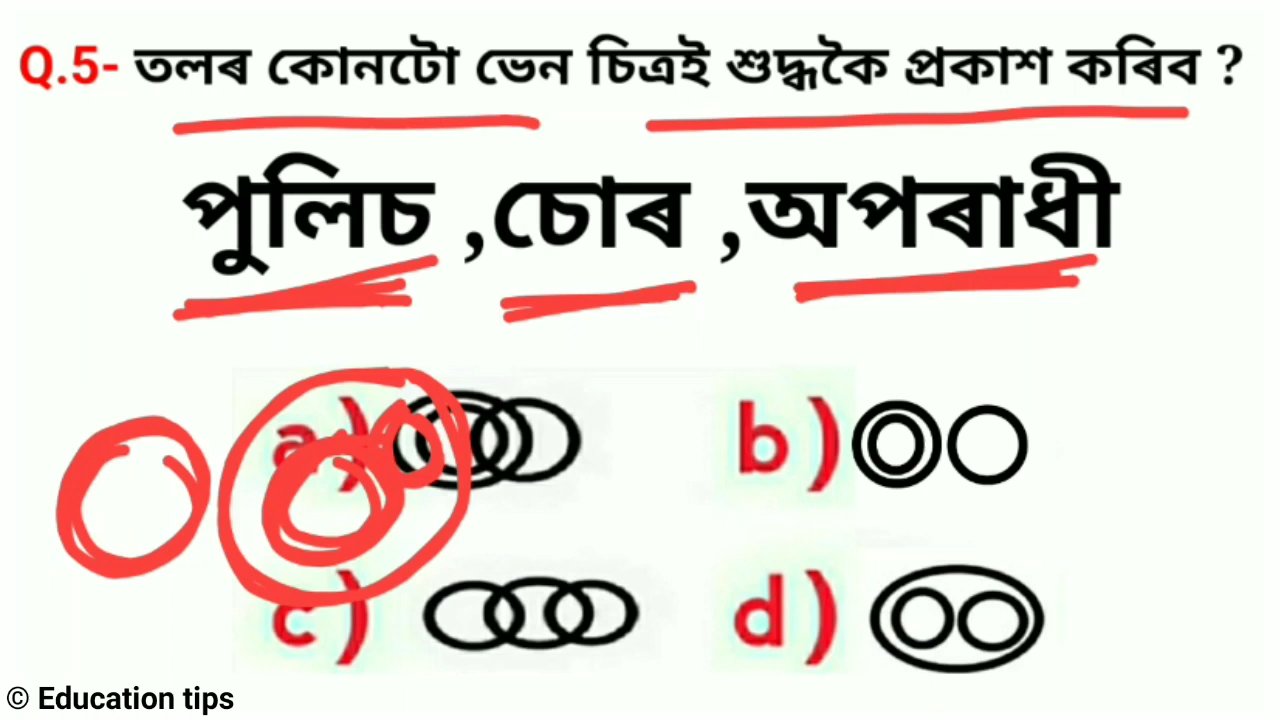 Q.5- তলৰ কোনটো ভেন চিত্ৰই শুদ্ধকৈ প্ৰকাশ কৰিব ?
পুলিচ ,চোৰ ,অপৰাধী
a) b)
c) d)
© Education tips